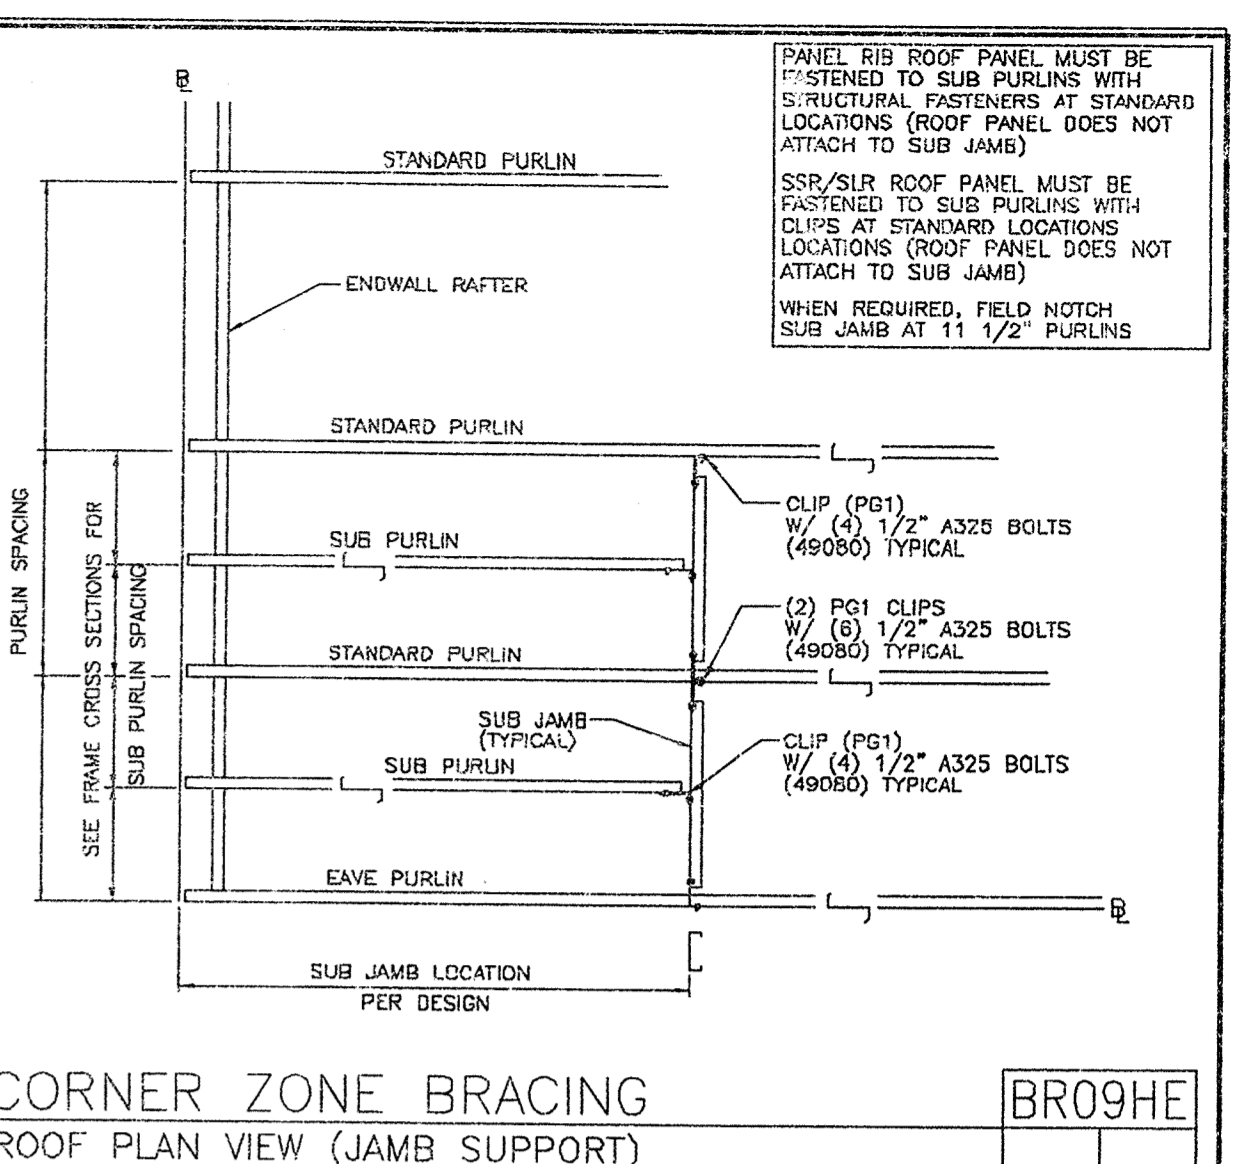 PANEL RIB ROOF PANEL MUST BE
FASTENED TO SUB PURLINS WITH
STRUCTURAL FASTENERS AT STANDARD
LOCATIONS (ROOF PANEL DOES NOT
ATTACH TO SUB JAMB)
SSR/SLR ROOF PANEL MUST BE
FASTENED TO SUB PURLINS WITH
CLIPS AT STANDARD LOCATIONS
LOCATIONS (ROOF PANEL DOES NOT
ATTACH TO SUB JAMB)
WHEN REQUIRED, FIELD NOTCH
SUB JAMB AT 11 1/2" PURLINS
BL
STANDARD PURLIN
ENDWALL RAFTER
STANDARD PURLIN
CLIP (PG1)
W/ (4) 1/2" A325 BOLTS
(49080) TYPICAL
SUB PURLIN
(2) PG1 CLIPS
W/ (6) 1/2" A325 BOLTS
(49080) TYPICAL
STANDARD PURLIN
SUB JAMB
(TYPICAL)
CLIP (PG1)
W/ (4) 1/2" A325 BOLTS
(49080) TYPICAL
SUB PURLIN
EAVE PURLIN
BL
PURLIN SPACING
SEE FRAME CROSS SECTIONS FOR
SUB PURLIN SPACING
SUB JAMB LOCATION
PER DESIGN
CORNER ZONE BRACING
BR09HE
ROOF PLAN VIEW (JAMB SUPPORT)